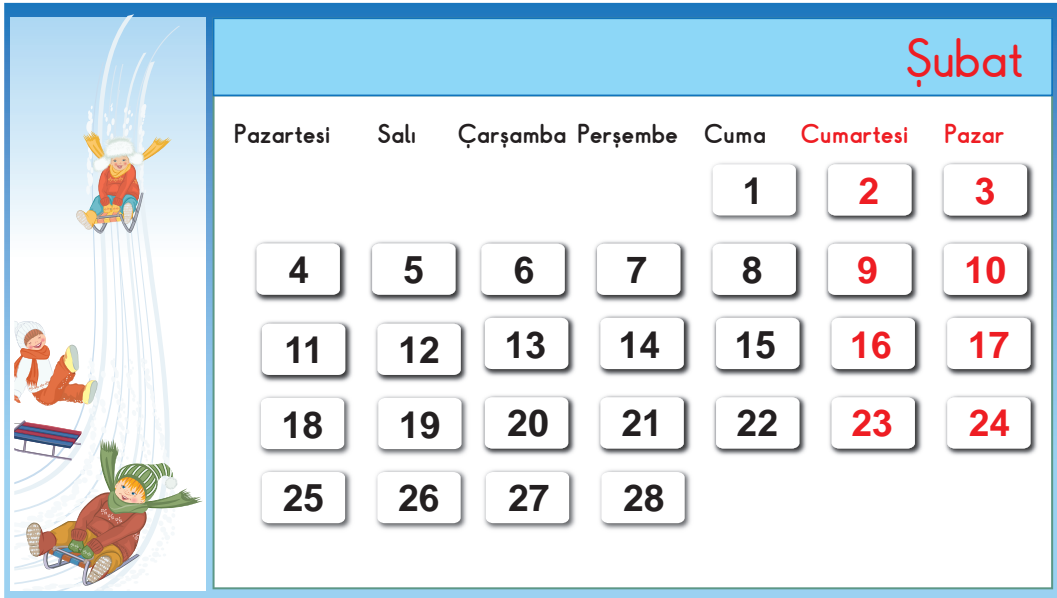 Şubat
Pazartesi Salı Çarşamba Perşembe Cuma Cumartesi Pazar
1 2 3
4 5 6 7 8 9 10
11 12 13 14 15 16 17
18 19 20 21 22 23 24
25 26 27 28